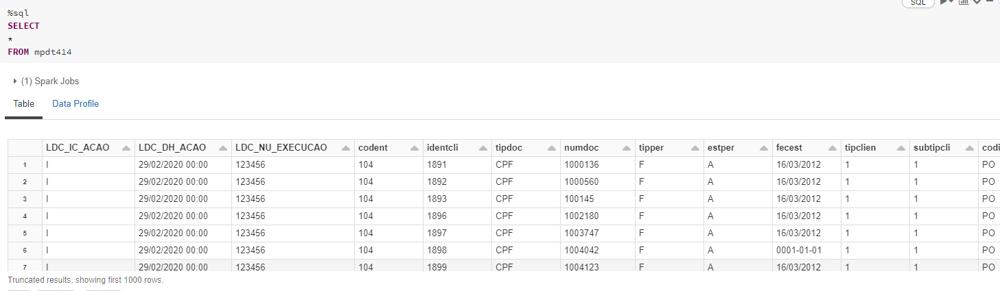 SQL
%sql
SELECT
*
FROM mpdt414
(1) Spark Jobs
Table Data Profile
LDC_IC_ACAO LDC_DH_ACAO LDC_NU_EXECUCAO codent identcli tipdoc numdoc tipper estper fecest tipclien subtipcli codi
1 I 29/02/2020 00:00 123456 104 1891 CPF 1000136 F A 16/03/2012 1 1 PO
2 I 29/02/2020 00:00 123456 104 1892 CPF 1000560 F A 16/03/2012 1 1 PO
3 I 29/02/2020 00:00 123456 104 1893 CPF 100145 F A 16/03/2012 1 1 PO
4 I 29/02/2020 00:00 123456 104 1896 CPF 1002180 F A 16/03/2012 1 1 PO
5 I 29/02/2020 00:00 123456 104 1897 CPF 1003747 F A 16/03/2012 1 1 PO
6 I 29/02/2020 00:00 123456 104 1898 CPF 1004042 F A 0001-01-01 1 1 PO
7 I 29/02/2020 00:00 123456 104 1899 CPF 1004123 F A 16/03/2012 1 1 PO
Truncated results, showing first 1000 rows.